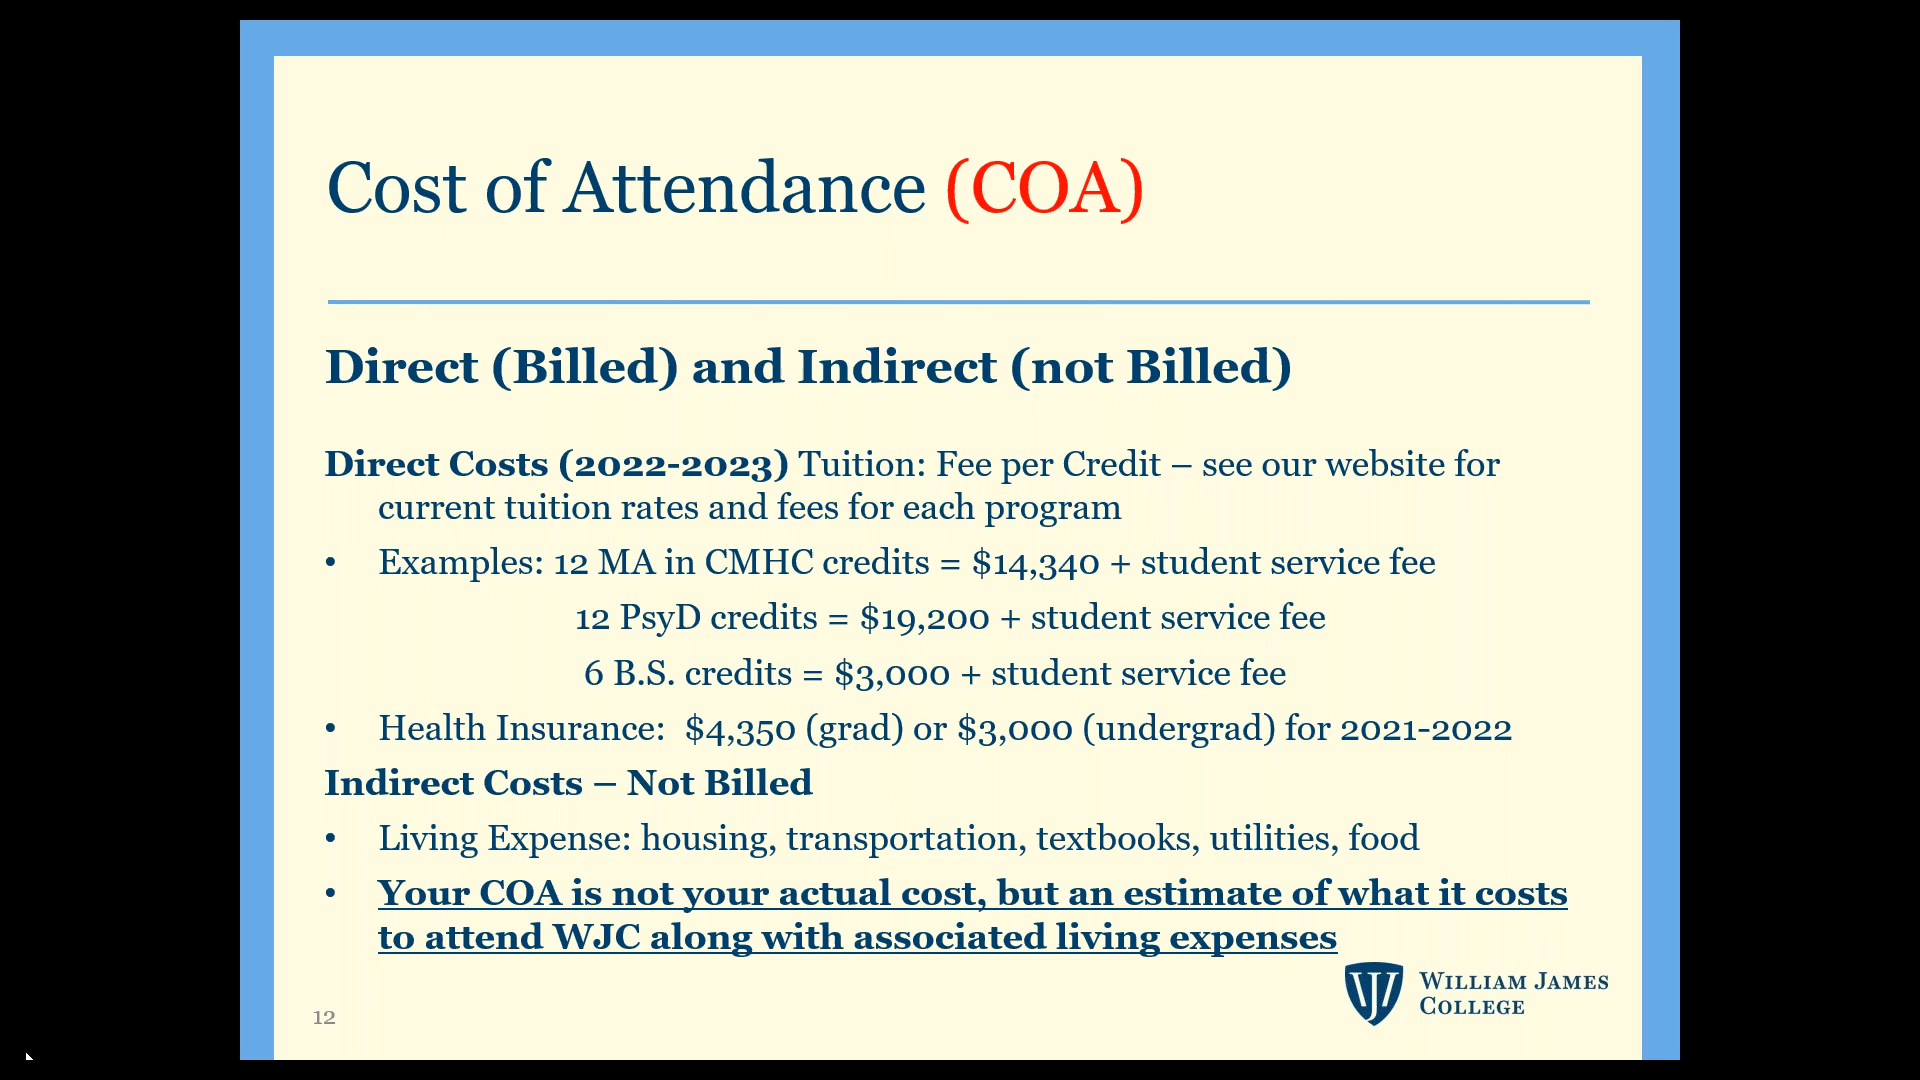 Cost of Attendance (COA)
Direct (Billed) and Indirect (not Billed)
Direct Costs (2022-2023) Tuition: Fee per Credit – see our website for
current tuition rates and fees for each program
• Examples: 12 MA in CMHC credits = $14,340 + student service fee
12 PsyD credits = $19,200 + student service fee
6 B.S. credits = $3,000 + student service fee
• Health Insurance: $4,350 (grad) or $3,000 (undergrad) for 2021-2022
Indirect Costs – Not Billed
• Living Expense: housing, transportation, textbooks, utilities, food
• Your COA is not your actual cost, but an estimate of what it costs
to attend WJC along with associated living expenses
WILLIAM JAMES
COLLEGE
12